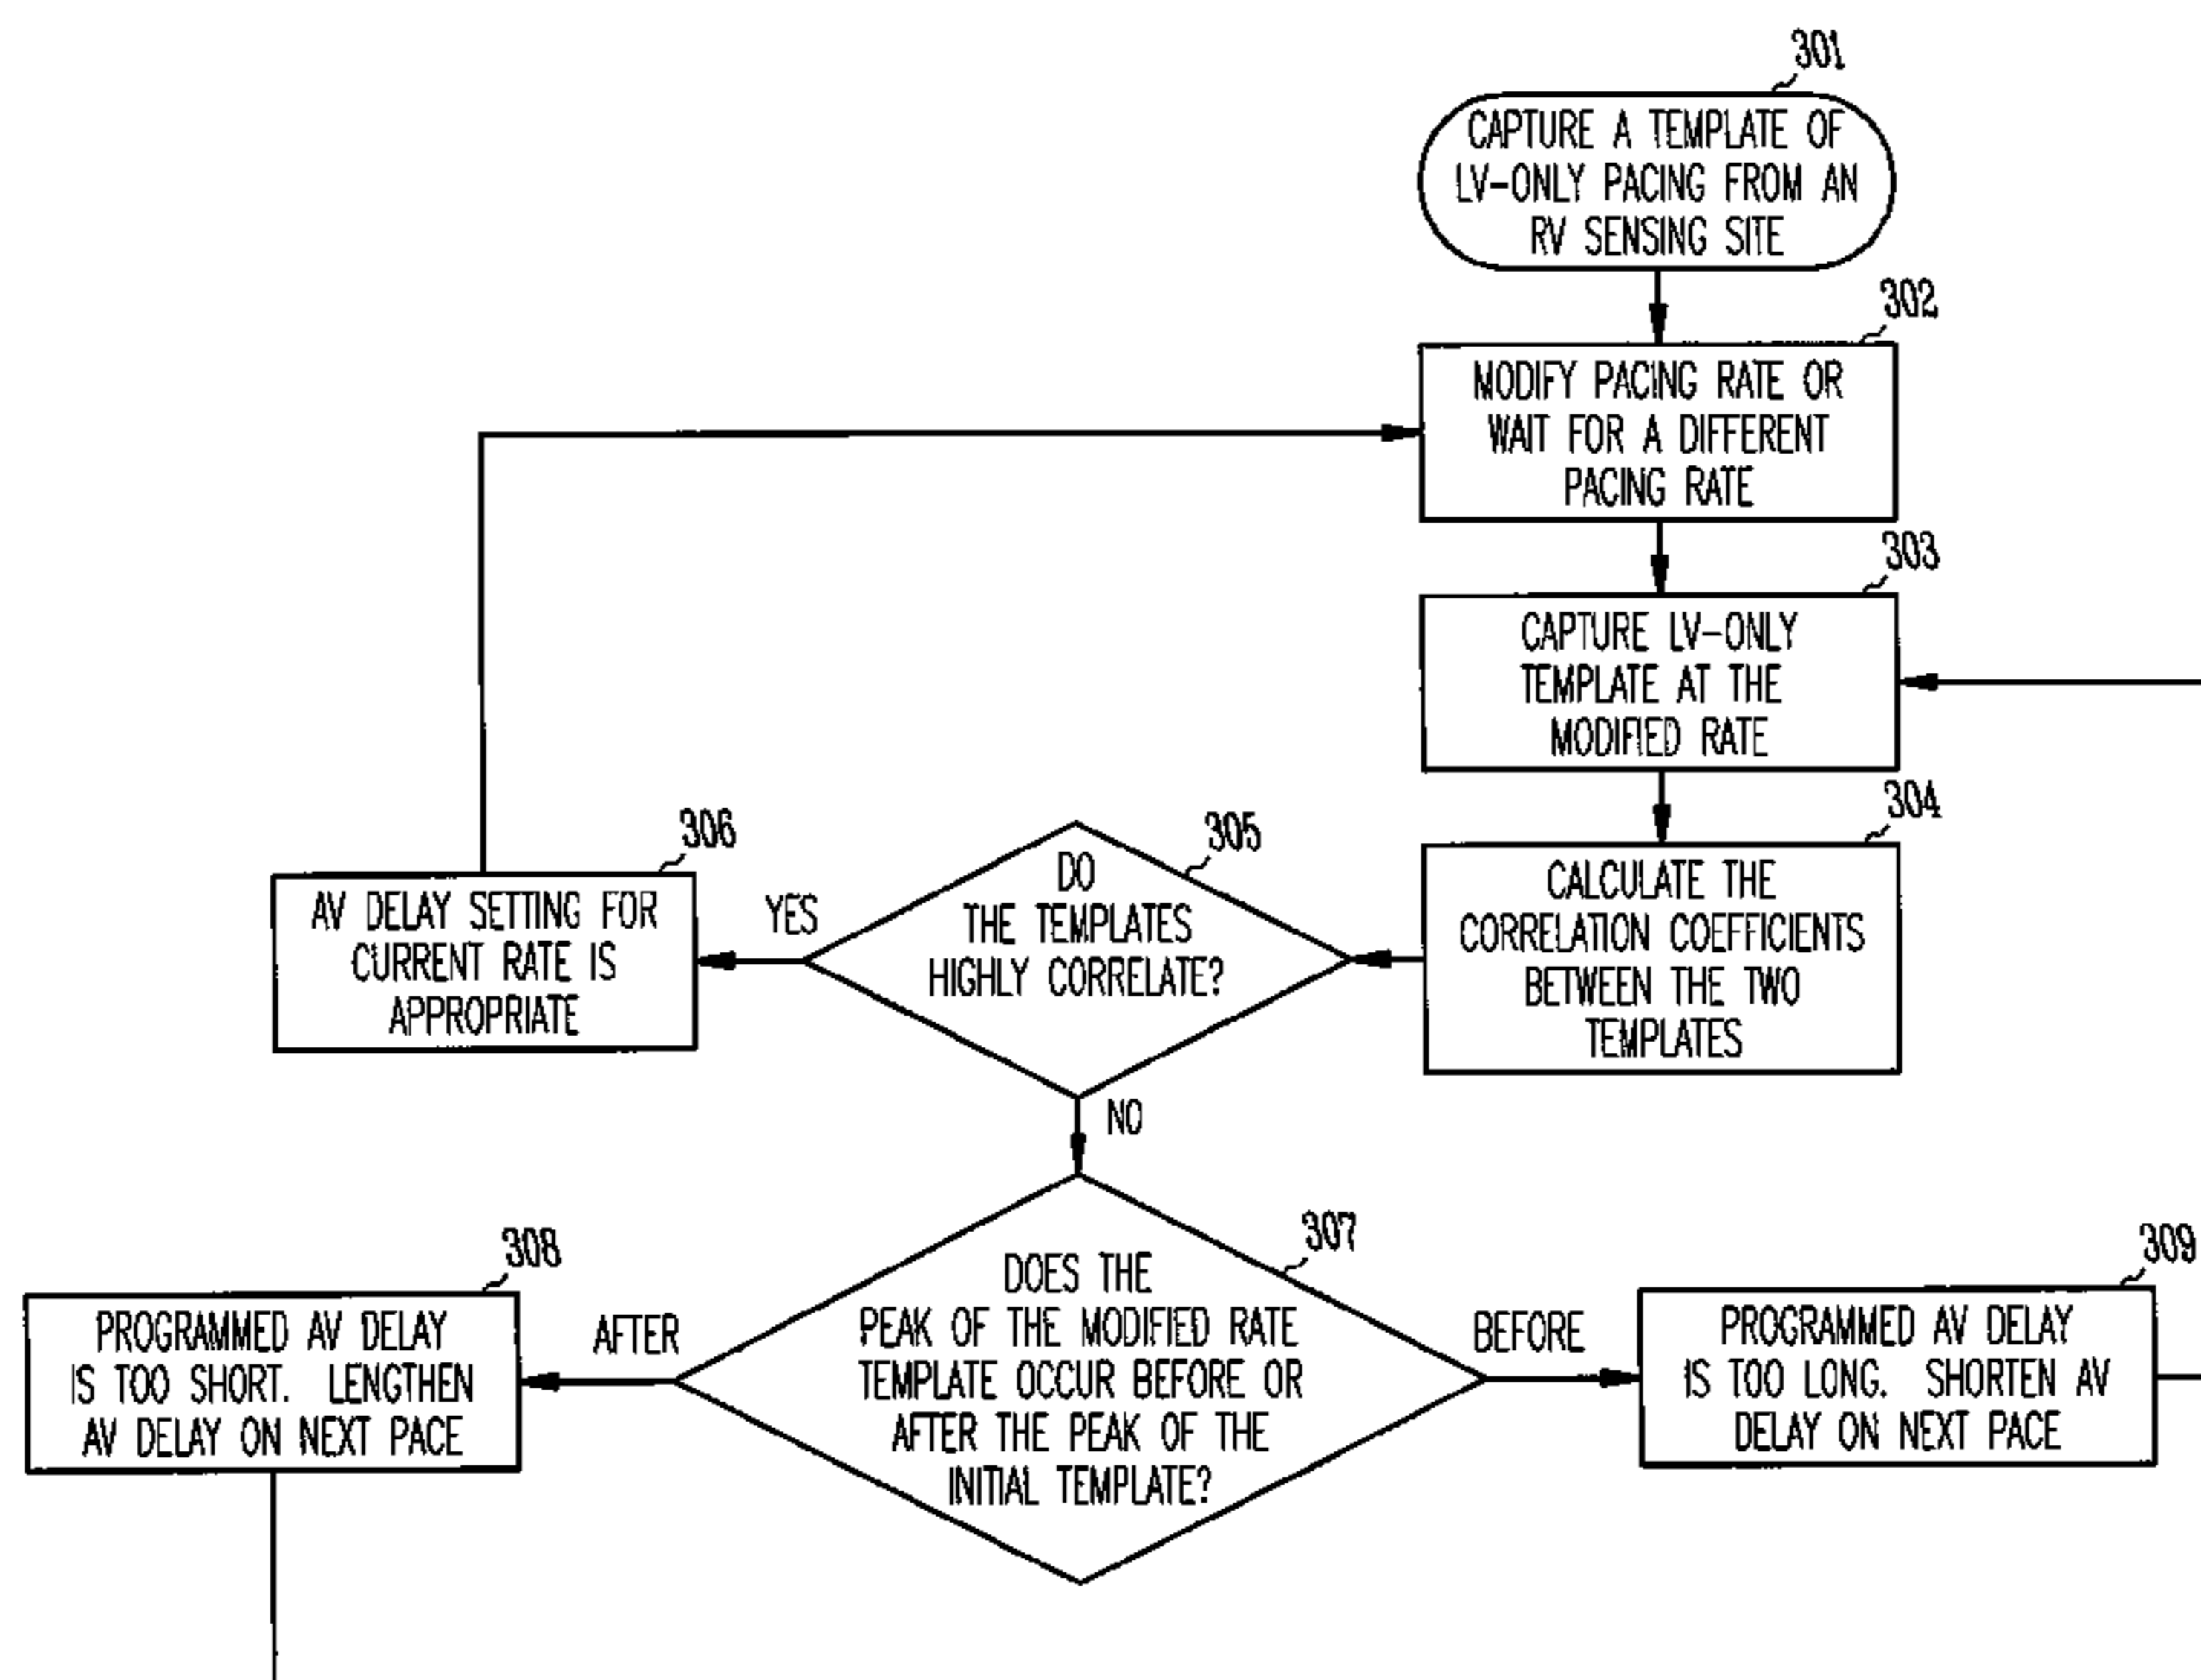 301
CAPTURE A TEMPLATE OF
LV-ONLY PACING FROM AN
RV SENSING SITE
302
MODIFY PACING RATE OR
WAIT FOR A DIFFERENT
PACING RATE
303
CAPTURE LV-ONLY
TEMPLATE AT THE
MODIFIED RATE
304
CALCULATE THE
CORRELATION COEFFICIENTS
BETWEEN THE TWO
TEMPLATES
305
DO
THE TEMPLATES
HIGHLY CORRELATE?
YES
306
AV DELAY SETTING FOR
CURRENT RATE IS
APPROPRIATE
NO
307
DOES THE
PEAK OF THE MODIFIED RATE
TEMPLATE OCCUR BEFORE OR
AFTER THE PEAK OF THE
INITIAL TEMPLATE?
AFTER
308
PROGRAMMED AV DELAY
IS TOO SHORT. LENGTHEN
AV DELAY ON NEXT PACE
BEFORE
309
PROGRAMMED AV DELAY
IS TOO LONG. SHORTEN AV
DELAY ON NEXT PACE